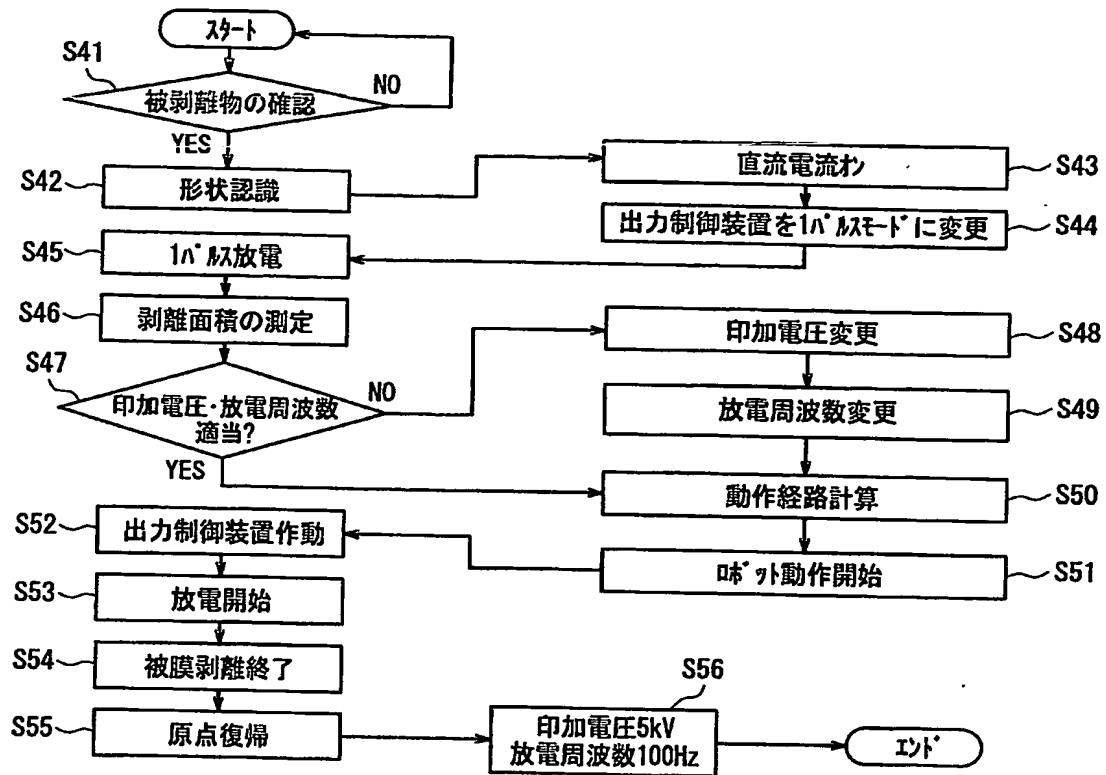 スタート
S41
被剥離物の確認
NO
YES
S42
形状認識
直流電流オン
S43
出力制御装置を1パルスモードに変更
S44
S45
1パルス放電
S46
剥離面積の測定
S47
印加電圧・放電周波数
適当?
NO
YES
印加電圧変更
S48
放電周波数変更
S49
動作経路計算
S50
ロボット動作開始
S51
S52
出力制御装置作動
S53
放電開始
S54
被膜剥離終了
S55
原点復帰
S56
印加電圧5kV
放電周波数100Hz
エンド